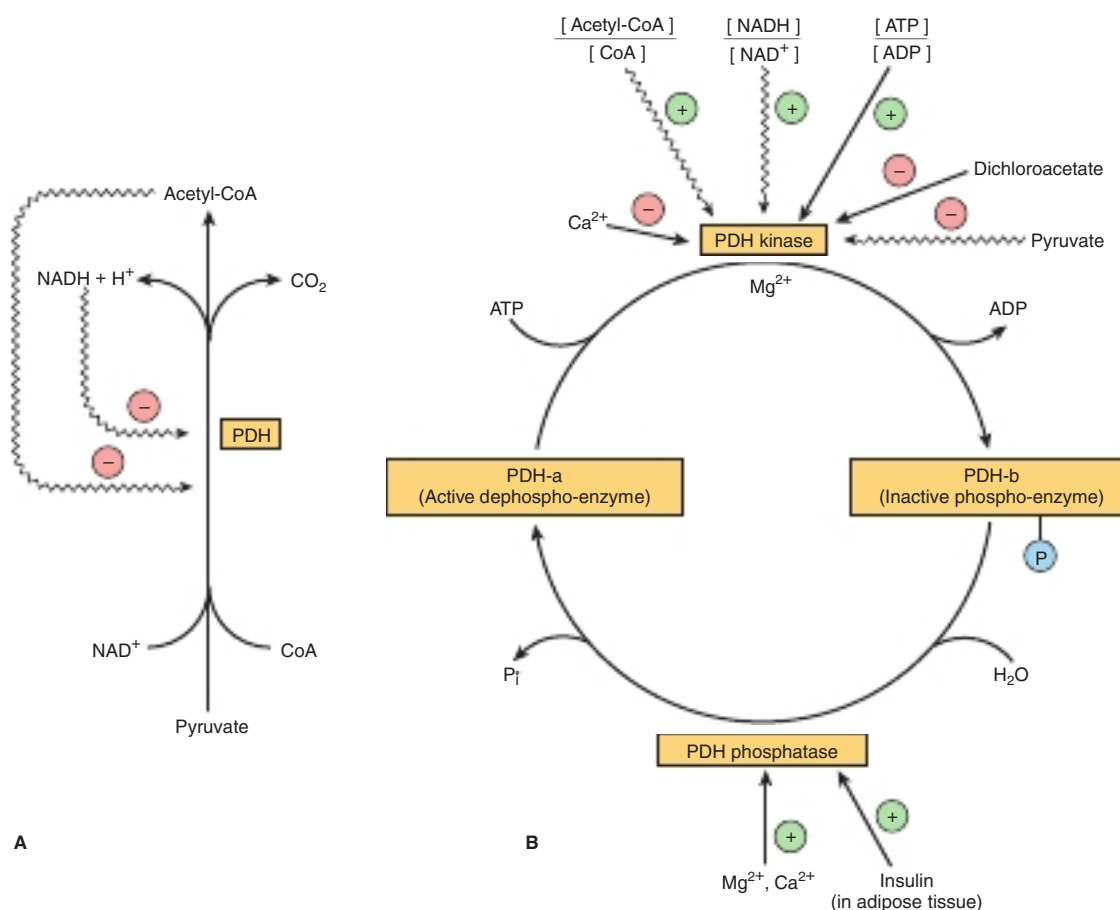 [ Acetyl-CoA ]
[ CoA ]
[ NADH ]
[ NAD+ ]
[ ATP ]
[ ADP ]
+
+
+
−
Dichloroacetate
−
Pyruvate
Ca2+
−
PDH kinase
Mg2+
Acetyl-CoA
NADH + H+
CO2
−
PDH
−
NAD+
CoA
Pyruvate
A
ATP
ADP
PDH-a
(Active dephospho-enzyme)
PDH-b
(Inactive phospho-enzyme)
P
Pi
H2O
PDH phosphatase
+
+
Mg2+, Ca2+
Insulin
(in adipose tissue)
B